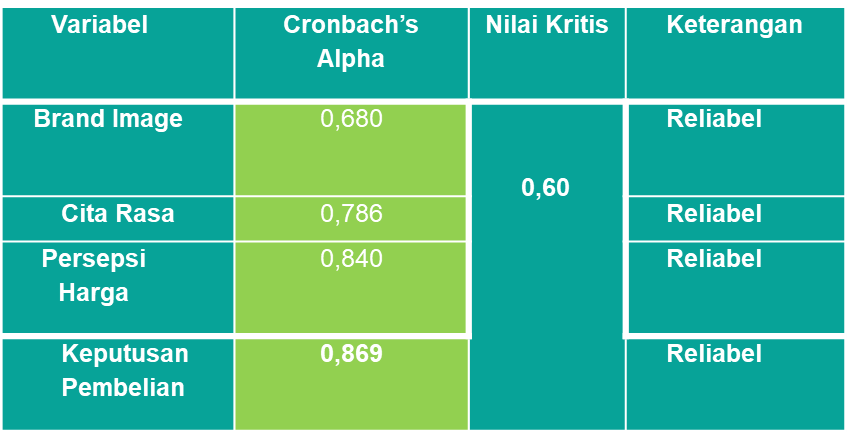 Variabel Cronbach’s Alpha Nilai Kritis Keterangan
Brand Image 0,680 0,60 Reliabel
Cita Rasa 0,786 Reliabel
Persepsi Harga 0,840 Reliabel
Keputusan Pembelian 0,869 Reliabel